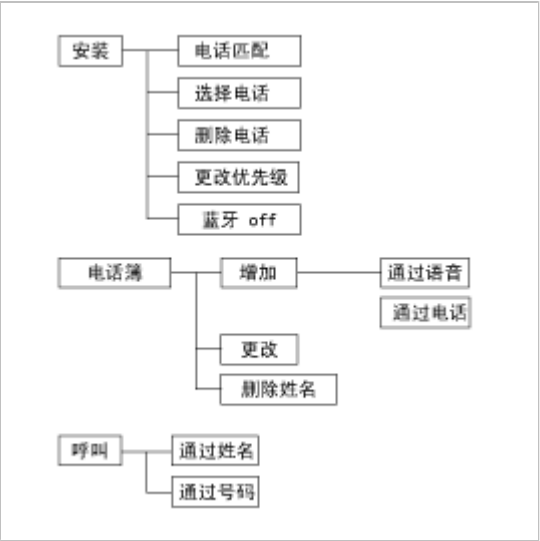 安装 电话匹配
选择电话
删除电话
更改优先级
蓝牙 off
电话簿 增加 通过语音
通过电话
更改
删除姓名
呼叫 通过姓名
通过号码